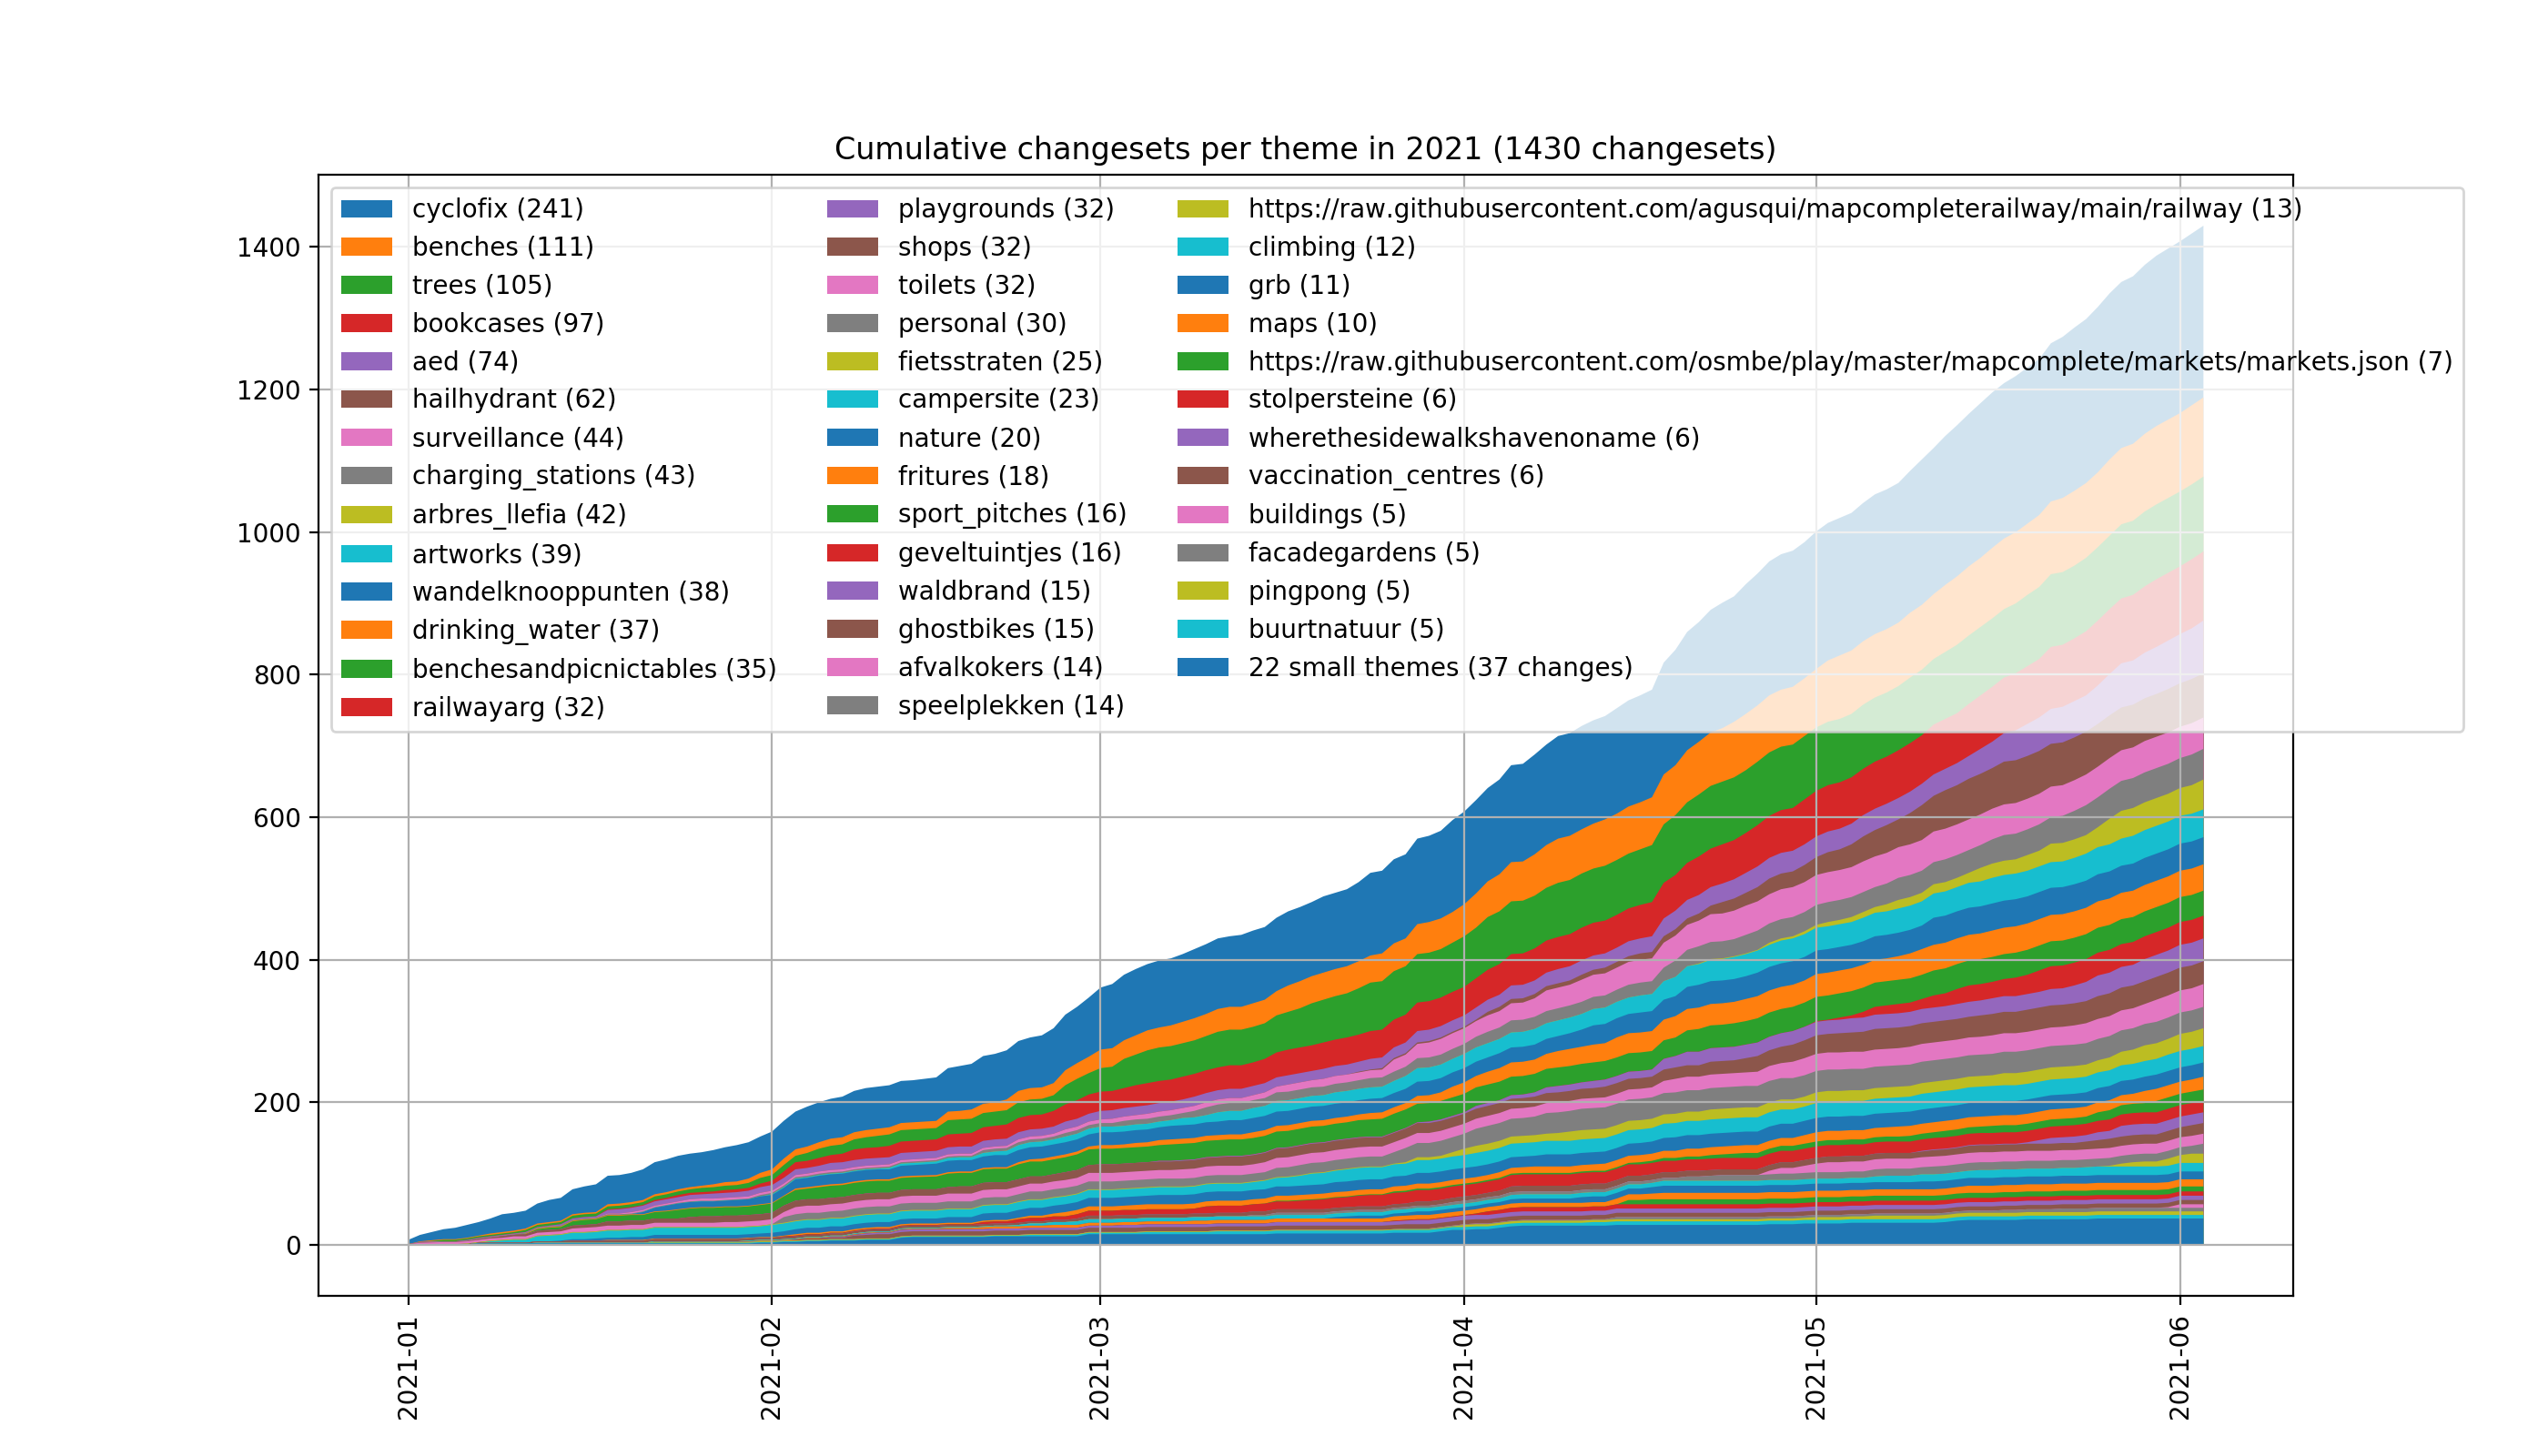 Cumulative changesets per theme in 2021 (1430 changesets)
cyclofix (241)
benches (111)
trees (105)
bookcases (97)
aed (74)
hailhydrant (62)
surveillance (44)
charging_stations (43)
arbres_llefia (42)
artworks (39)
wandelknooppunten (38)
drinking_water (37)
benchesandpicnictables (35)
railwayarg (32)
playgrounds (32)
shops (32)
toilets (32)
personal (30)
fietsstraten (25)
campersite (23)
nature (20)
fritures (18)
sport_pitches (16)
geveltuintjes (16)
waldbrand (15)
ghostbikes (15)
afvalkokers (14)
speelplekken (14)
https://raw.githubusercontent.com/agusqui/mapcompleterailway/main/railway (13)
climbing (12)
grb (11)
maps (10)
https://raw.githubusercontent.com/osmbe/play/master/mapcomplete/markets/markets.json (7)
stolpersteine (6)
wherethesidewalkshavenoname (6)
vaccination_centres (6)
buildings (5)
facadegardens (5)
pingpong (5)
buurtnatuur (5)
22 small themes (37 changes)
1400
1200
1000
800
600
400
200
0
2021-01
2021-02
2021-03
2021-04
2021-05
2021-06